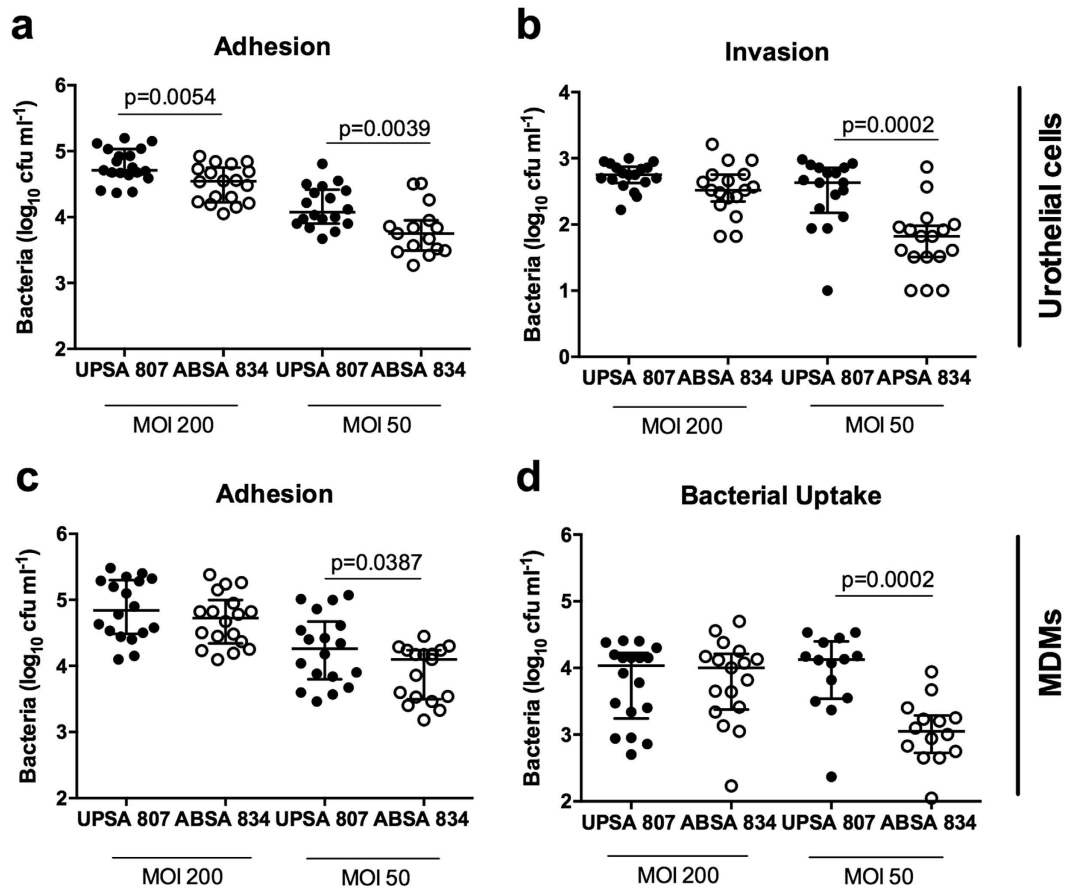 a
Adhesion
Bacteria (log10 cfu ml-1)
6
5
4
3
2
p=0.0054
p=0.0039
UPSA 807 ABSA 834 UPSA 807 ABSA 834
MOI 200 MOI 50
b
Invasion
Bacteria (log10 cfu ml-1)
4
3
2
1
0
p=0.0002
UPSA 807 ABSA 834 UPSA 807 APSA 834
MOI 200 MOI 50
Urothelial cells
c
Adhesion
Bacteria (log10 cfu ml-1)
6
5
4
3
2
p=0.0387
UPSA 807 ABSA 834 UPSA 807 ABSA 834
MOI 200 MOI 50
d
Bacterial Uptake
Bacteria (log10 cfu ml-1)
6
5
4
3
2
p=0.0002
UPSA 807 ABSA 834 UPSA 807 ABSA 834
MOI 200 MOI 50
MDMs